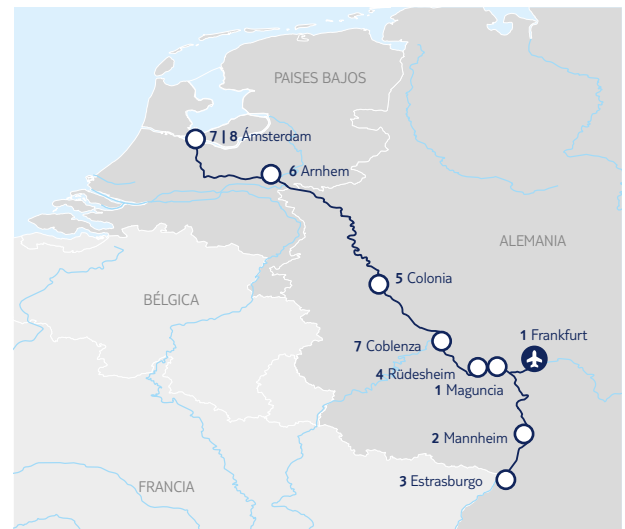 PAISES BAJOS
7 | 8 Ámsterdam
6 Arnhem
ALEMANIA
5 Colonia
BÉLGICA
1 Frankfurt
7 Coblenza
4 Rüdesheim
1 Maguncia
2 Mannheim
3 Estrasburgo
FRANCIA